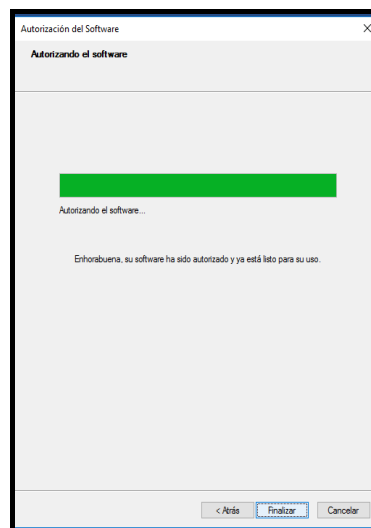 Autorización del Software
Autorizando el software
Autorizando el software...
Enhorabuena, su software ha sido autorizado y ya está listo para su uso.
< Atrás
Finalizar
Cancelar